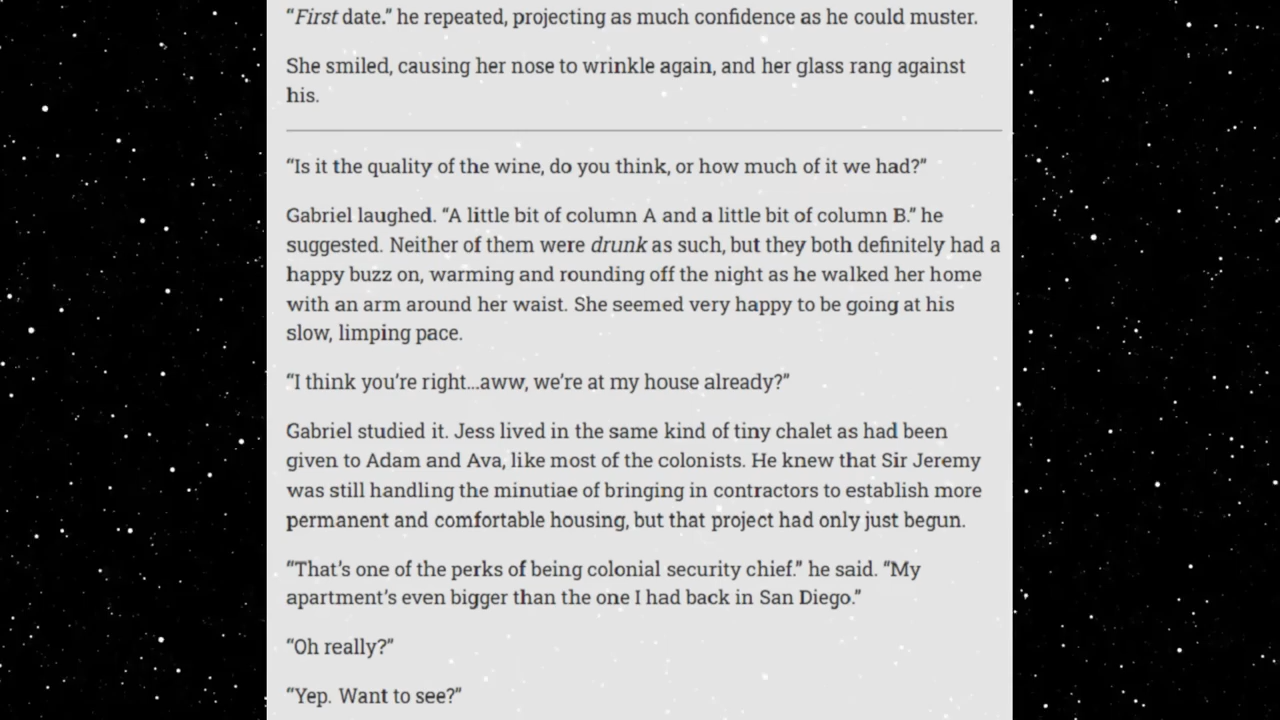 “First date.” he repeated, projecting as much confidence as he could muster.
She smiled, causing her nose to wrinkle again, and her glass rang against
his.
“Is it the quality of the wine, do you think, or how much of it we had?”
Gabriel laughed. “A little bit of column A and a little bit of column B.” he
suggested. Neither of them were drunk as such, but they both definitely had a
happy buzz on, warming and rounding off the night as he walked her home
with an arm around her waist. She seemed very happy to be going at his
slow, limping pace.
“I think you’re right…aww, we’re at my house already?”
Gabriel studied it. Jess lived in the same kind of tiny chalet as had been
given to Adam and Ava, like most of the colonists. He knew that Sir Jeremy
was still handling the minutiae of bringing in contractors to establish more
permanent and comfortable housing, but that project had only just begun.
“That’s one of the perks of being colonial security chief.” he said. “My
apartment’s even bigger than the one I had back in San Diego.”
“Oh really?”
“Yep. Want to see?”